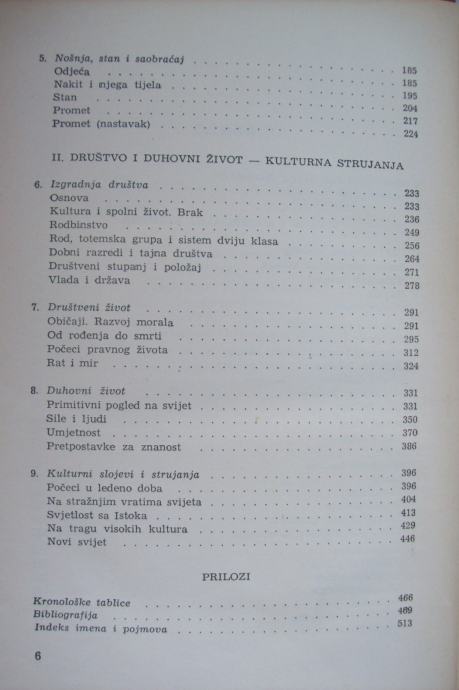 5. Nošnja, stan i saobraćaj . . . . . . . . . . . . . . 185
Odjeća . . . . . . . . . . . . . . 185
Nakit i njega tijela . . . . . . . . . . . . . . 195
Stan . . . . . . . . . . . . . . 204
Promet . . . . . . . . . . . . . . 217
Promet (nastavak) . . . . . . . . . . . . . . 224
II. DRUŠTVO I DUHOVNI ŽIVOT — KULTURNA STRUJANJA
6. Izgradnja društva . . . . . . . . . . . . . . 233
Osnova . . . . . . . . . . . . . . 233
Kultura i spolni život. Brak . . . . . . . . . . . . . . 236
Rodbinstvo . . . . . . . . . . . . . . 249
Rod, totemska grupa i sistem dviju klasa . . . . . . . . . . 256
Dobni razredi i tajna društva . . . . . . . . . . . . . . 264
Društveni stupanj i položaj . . . . . . . . . . . . . . 271
Vlada i država . . . . . . . . . . . . . . 278
7. Društveni život . . . . . . . . . . . . . . 291
Običaji. Razvoj morala . . . . . . . . . . . . . . 291
Od rođenja do smrti . . . . . . . . . . . . . . 295
Počeci pravnog života . . . . . . . . . . . . . . 312
Rat i mir . . . . . . . . . . . . . . 324
8. Duhovni život . . . . . . . . . . . . . . 331
Primitivni pogled na svijet . . . . . . . . . . . . . . 331
Sile i ljudi . . . . . . . . . . . . . . 350
Umjetnost . . . . . . . . . . . . . . 370
Pretpostavke za znanost . . . . . . . . . . . . . . 386
9. Kulturni slojevi i strujanja . . . . . . . . . . . . . . 396
Počeci u ledeno doba . . . . . . . . . . . . . . 396
Na stražnjim vratima svijeta . . . . . . . . . . . . . . 404
Svjetlost sa Istoka . . . . . . . . . . . . . . 413
Na tragu visokih kultura . . . . . . . . . . . . . . 429
Novi svijet . . . . . . . . . . . . . . 446
PRILOZI
Kronološke tablice . . . . . . . . . . . . . . 466
Bibliografija . . . . . . . . . . . . . . 469
Indeks imena i pojmova . . . . . . . . . . . . . . 513
6